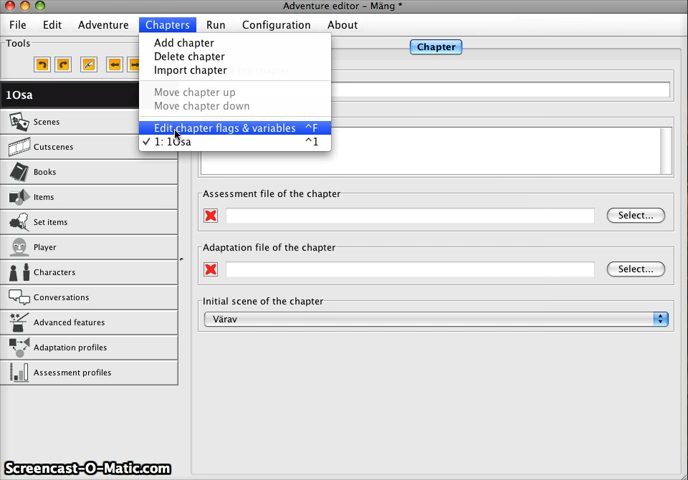 Adventure editor - Mäng *
File Edit Adventure Chapters Run Configuration About
Tools
Add chapter
Delete chapter
Import chapter
Move chapter up
Move chapter down
Edit chapter flags & variables ^F
✓ 1: 1Osa ^1
Chapter
1Osa
Scenes
Cutscenes
Books
Items
Set items
Player
Characters
Conversations
Advanced features
Adaptation profiles
Assessment profiles
Assessment file of the chapter
Select...
Adaptation file of the chapter
Select...
Initial scene of the chapter
Värav
Screencast-O-Matic.com